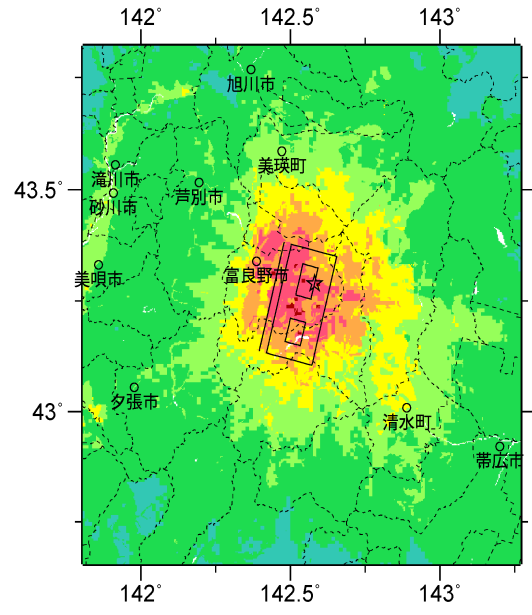 142° 142.5° 143°
旭川市
美瑛町
滝川市
43.5°
芦別市
砂川市
富良野市
美唄市
夕張市
43°
清水町
帯広市
142° 142.5° 143°